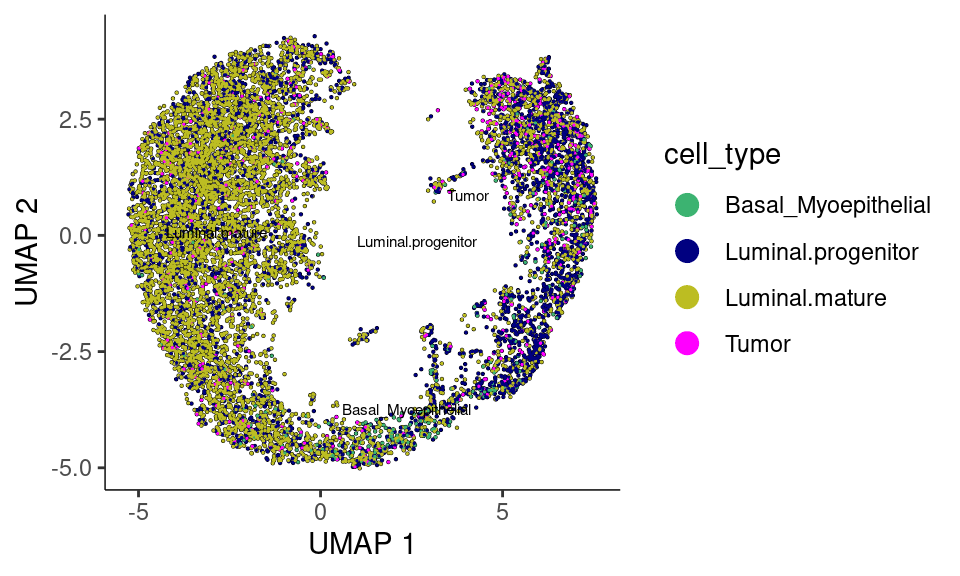 UMAP 2
2.5
0.0
-2.5
-5.0
-5
0
5
UMAP 1
Tumor
Luminal.mature
Luminal.progenitor
Basal_Myoepithelial
cell_type
Basal_Myoepithelial
Luminal.progenitor
Luminal.mature
Tumor